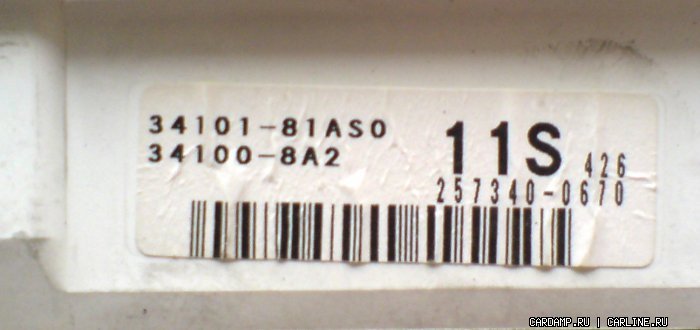 34101-81AS0
34100-8A2
11S
426
257340-0670
CARDAMP.RU | CARLINE.RU